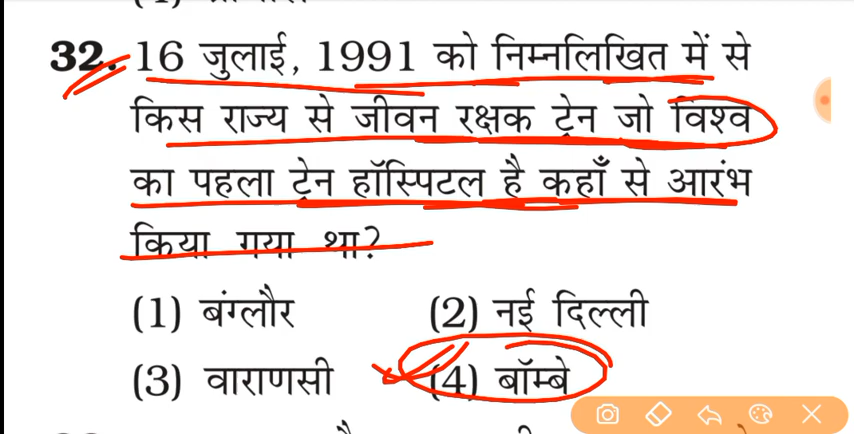 32. 16 जुलाई, 1991 को निम्नलिखित में से
किस राज्य से जीवन रक्षक ट्रेन जो विश्व
का पहला ट्रेन हॉस्पिटल है कहाँ से आरंभ
किया गया था?
(1) बंग्लौर (2) नई दिल्ली
(3) वाराणसी (4) बॉम्बे